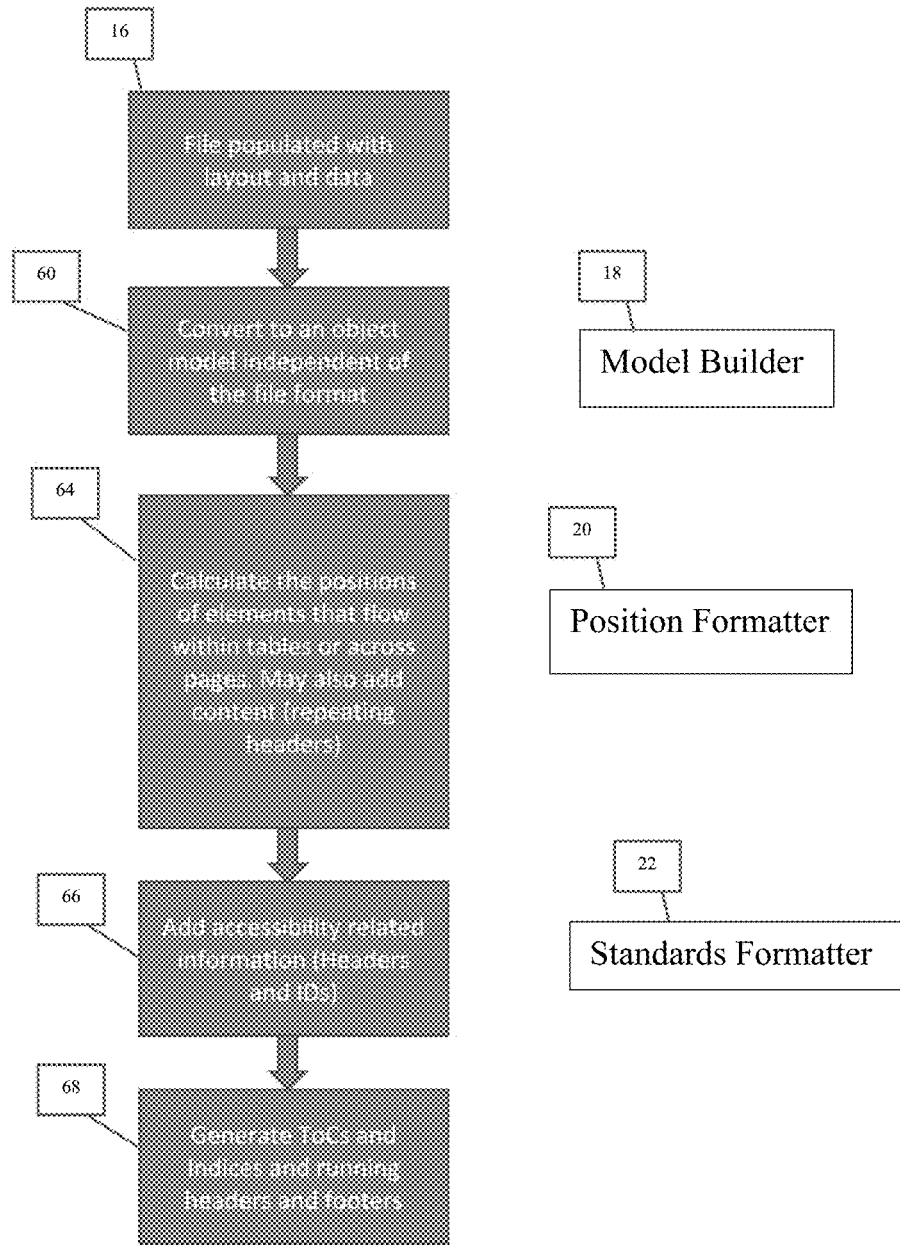 16
File populated with
layout and data
60
Convert to an object
model independent of
the file format
18
Model Builder
64
Calculate the positions
of elements that flow
within tables or across
pages. May also add
content (repeating
headers)
20
Position Formatter
66
Add accessibility related
information (Headers
and IDs)
22
Standards Formatter
68
Generate ToCs and
indices and running
headers and footers